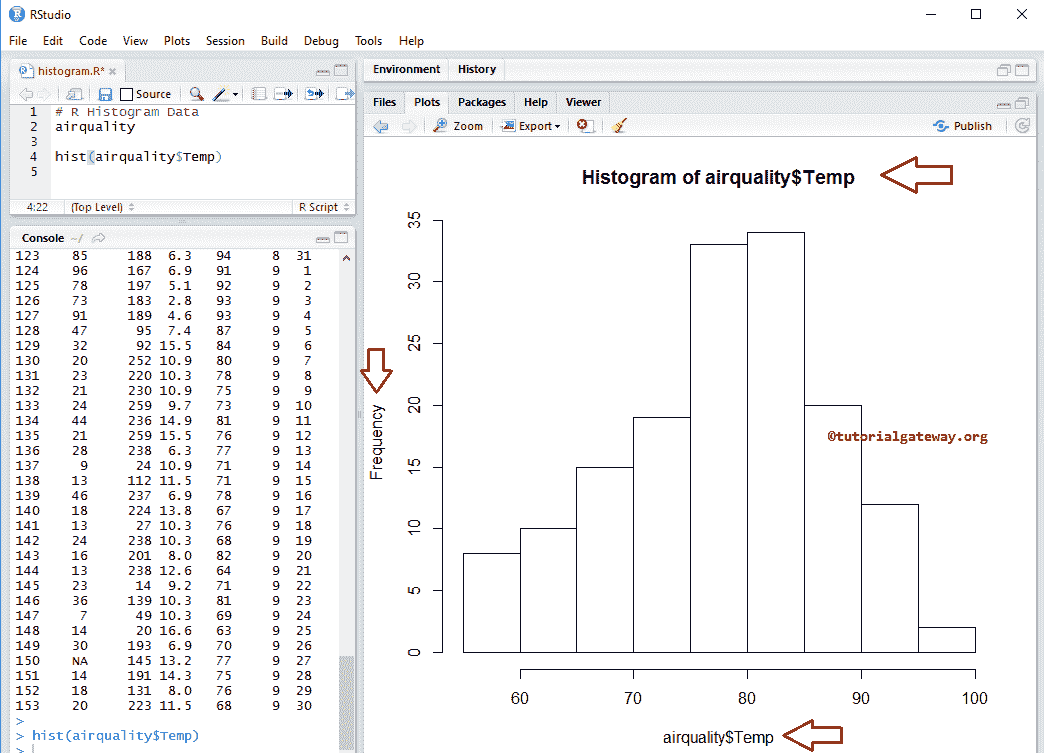 RStudio
File Edit Code View Plots Session Build Debug Tools Help
histogram.R*
Source
1 # R Histogram Data
2 airquality
3
4 hist(airquality$Temp)
5
4:22 (Top Level) R Script
Console ~/
123 85 188 6.3 94 8 31
124 96 167 6.9 91 9 1
125 78 197 5.1 92 9 2
126 73 183 2.8 93 9 3
127 91 189 4.6 93 9 4
128 47 95 7.4 87 9 5
129 32 92 15.5 84 9 6
130 20 252 10.9 80 9 7
131 23 220 10.3 78 9 8
132 21 230 10.9 75 9 9
133 24 259 9.7 73 9 10
134 44 236 14.9 81 9 11
135 21 259 15.5 76 9 12
136 28 238 6.3 77 9 13
137 9 24 10.9 71 9 14
138 13 112 11.5 71 9 15
139 46 237 6.9 78 9 16
140 18 224 13.8 67 9 17
141 13 27 10.3 76 9 18
142 24 238 10.3 68 9 19
143 16 201 8.0 82 9 20
144 13 238 12.6 64 9 21
145 23 14 9.2 71 9 22
146 36 139 10.3 81 9 23
147 7 49 10.3 69 9 24
148 14 20 16.6 63 9 25
149 30 193 6.9 70 9 26
150 NA 145 13.2 77 9 27
151 14 191 14.3 75 9 28
152 18 131 8.0 76 9 29
153 20 223 11.5 68 9 30
>
> hist(airquality$Temp)
>
Environment History
Files Plots Packages Help Viewer
Zoom Export Publish
Histogram of airquality$Temp
35
30
25
20
15
10
5
0
Frequency
©tutorialgateway.org
60 70 80 90 100
airquality$Temp